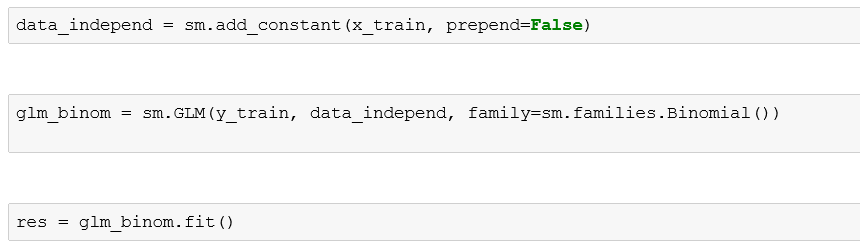 data_independ = sm.add_constant(x_train, prepend=False)
glm_binom = sm.GLM(y_train, data_independ, family=sm.families.Binomial())
res = glm_binom.fit()